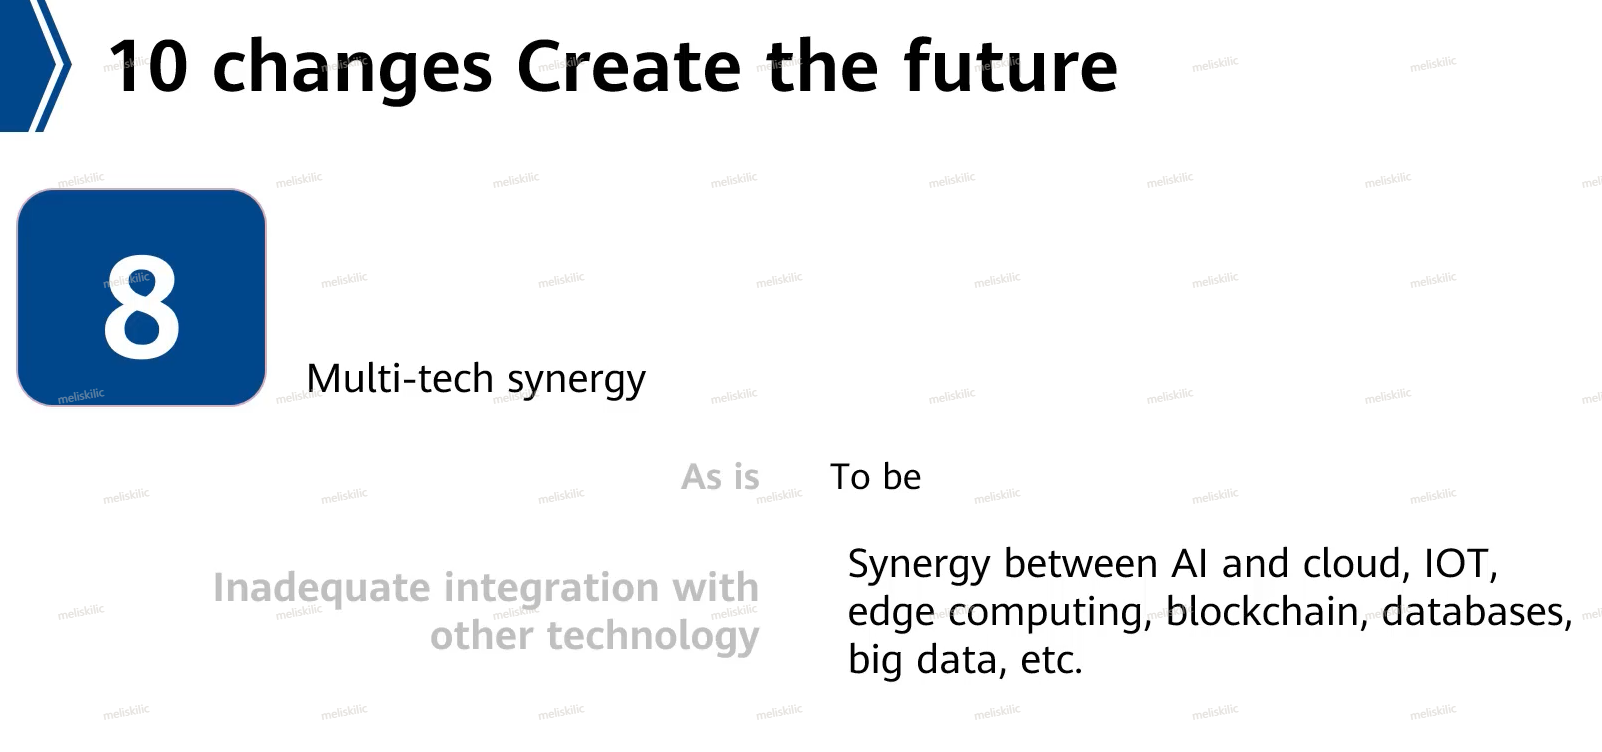 10 changes Create the future
8
Multi-tech synergy
As is
To be
Inadequate integration with
other technology
Synergy between AI and cloud, IOT,
edge computing, blockchain, databases,
big data, etc.
meliskilic